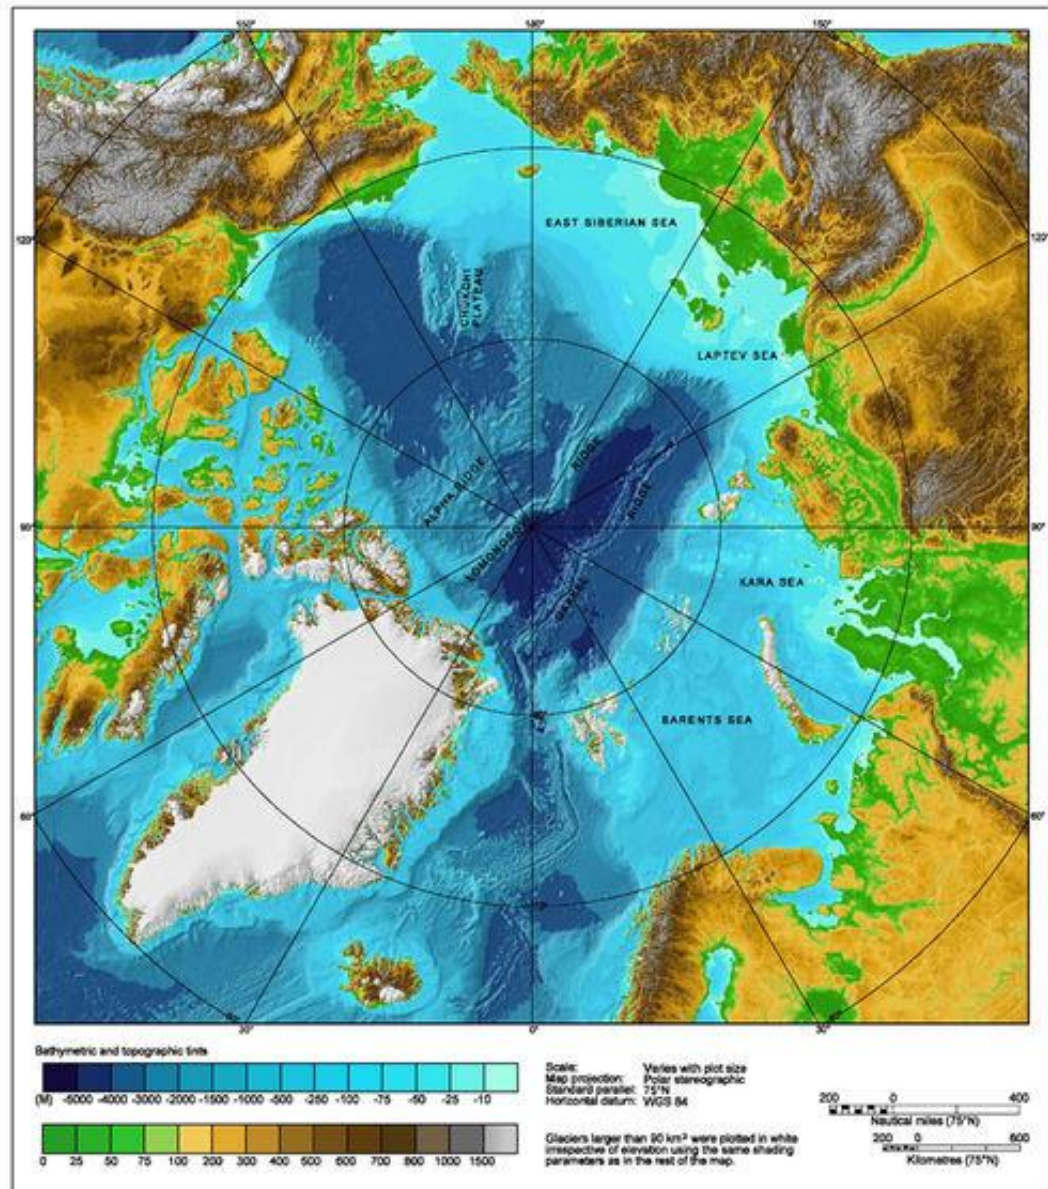 150°
180°
150°
120°
120°
EAST SIBERIAN SEA
CHUKCHI
PLATEAU
LAPTEV SEA
RIDGE
ALPHA RIDGE
RIDGE
90°
90°
LOMONOSOV
KARA SEA
GAKKEL
BARENTS SEA
60°
60°
30°
0°
30°
Bathymetric and topographic tints
(M) -5000 -4000 -3000 -2000 -1500 -1000 -500 -250 -100 -75 -50 -25 -10
0 25 50 75 100 200 300 400 500 600 700 800 1000 1500
Scale: Varies with plot size
Map projection: Polar stereographic
Standard parallel: 75°N
Horizontal datum: WGS 84
Glaciers larger than 90 km² were plotted in white
irrespective of elevation using the same shading
parameters as in the rest of the map.
200 0 200 400
Nautical miles (75°N)
200 0 600
Kilometres (75°N)